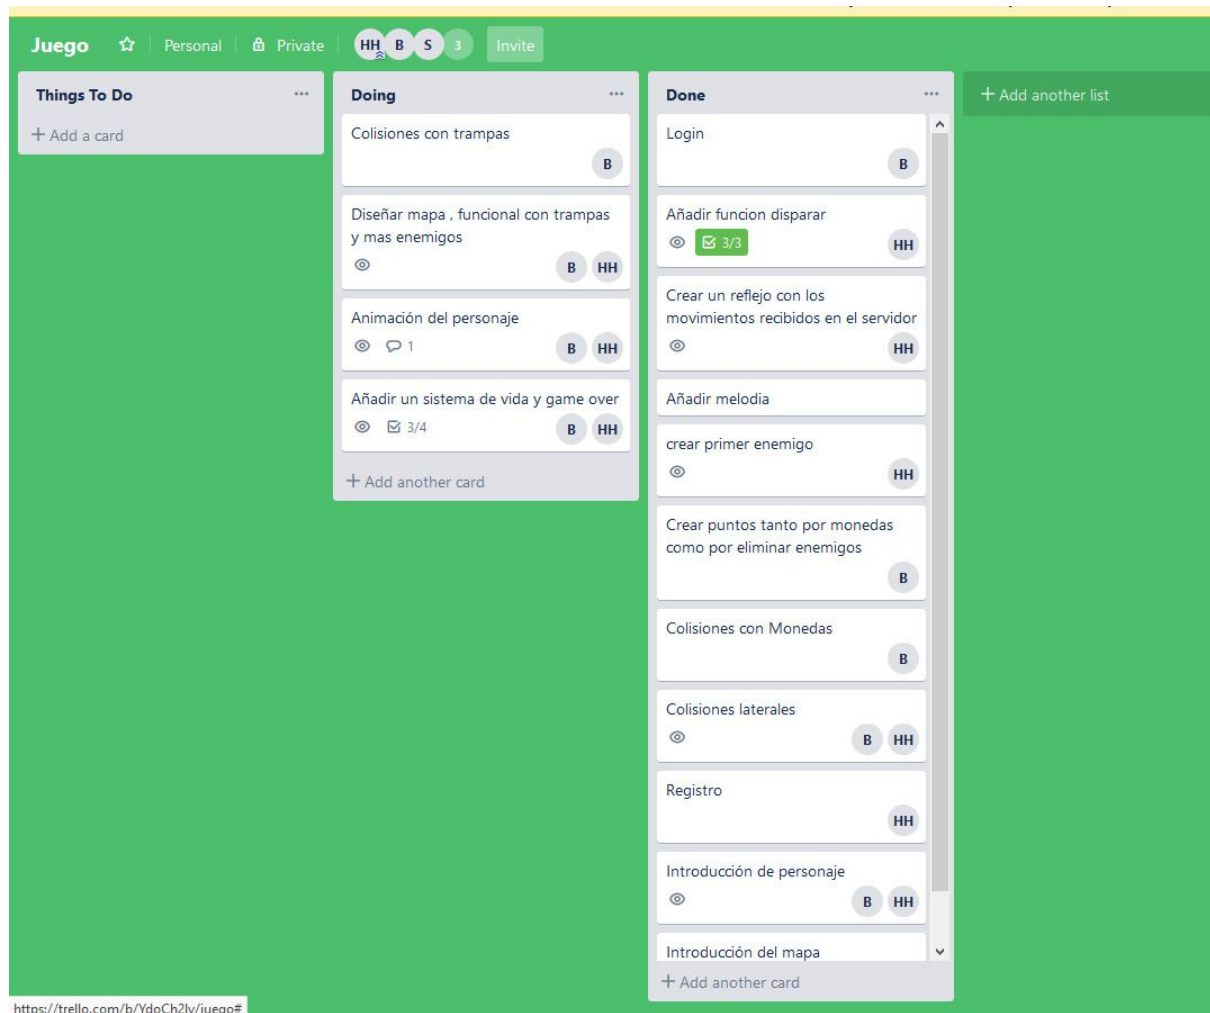 Juego Personal Private HH B S 3 Invite
Things To Do
+ Add a card
Doing
Colisiones con trampas
B
Diseñar mapa , funcional con trampas
y mas enemigos
B HH
Animación del personaje
1 B HH
Añadir un sistema de vida y game over
3/4 B HH
+ Add another card
Done
Login
B
Añadir funcion disparar
3/3 HH
Crear un reflejo con los
movimientos recibidos en el servidor
HH
Añadir melodia
crear primer enemigo
HH
Crear puntos tanto por monedas
como por eliminar enemigos
B
Colisiones con Monedas
B
Colisiones laterales
B HH
Registro
HH
Introducción de personaje
B HH
Introducción del mapa
+ Add another card
+ Add another list
https://trello.com/b/YdoCh2Iv/juego#